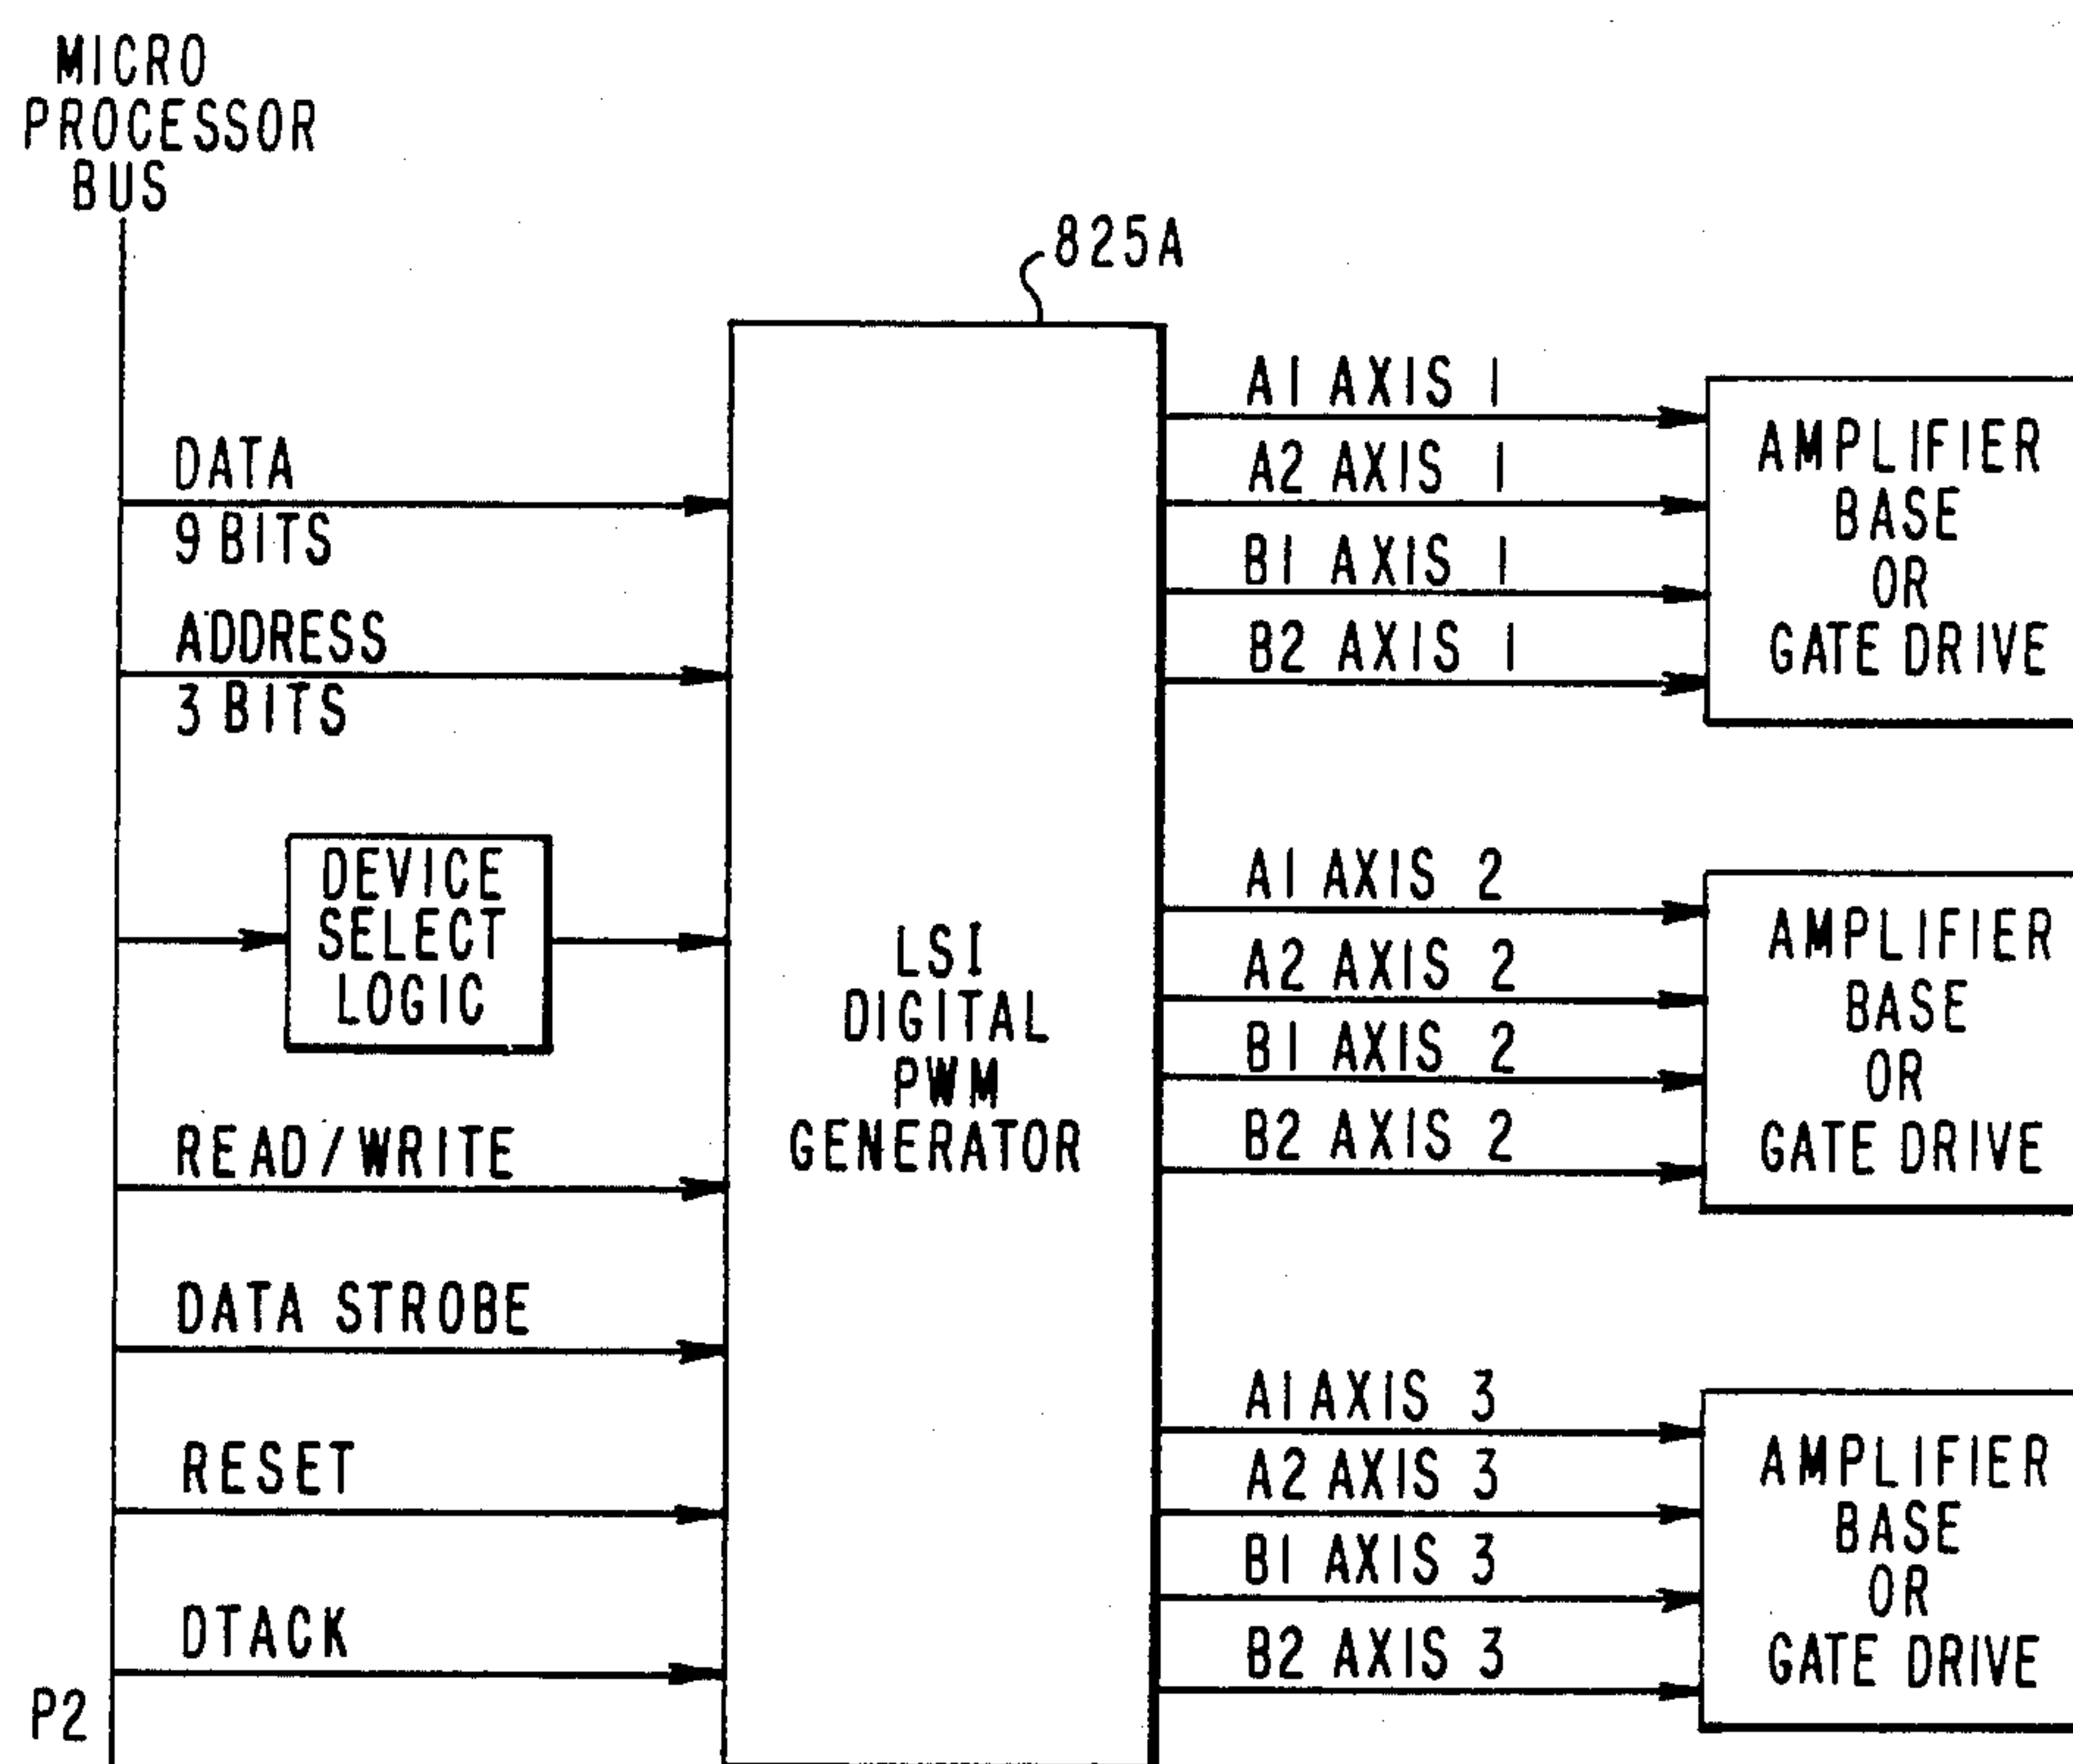 MICRO
PROCESSOR
BUS
825A
DATA
9 BITS
ADDRESS
3 BITS
DEVICE
SELECT
LOGIC
READ/WRITE
DATA STROBE
RESET
DTACK
P2
LSI
DIGITAL
PWM
GENERATOR
A1 AXIS 1
A2 AXIS 1
B1 AXIS 1
B2 AXIS 1
AMPLIFIER
BASE
OR
GATE DRIVE
A1 AXIS 2
A2 AXIS 2
B1 AXIS 2
B2 AXIS 2
AMPLIFIER
BASE
OR
GATE DRIVE
A1 AXIS 3
A2 AXIS 3
B1 AXIS 3
B2 AXIS 3
AMPLIFIER
BASE
OR
GATE DRIVE